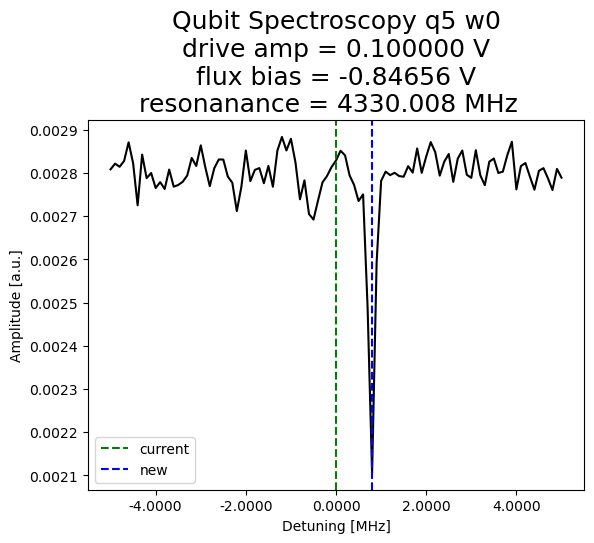 Qubit Spectroscopy q5 w0
drive amp = 0.100000 V
flux bias = -0.84656 V
resonanance = 4330.008 MHz
0.0029
0.0028
0.0027
0.0026
0.0025
0.0024
0.0023
0.0022
0.0021
Amplitude [a.u.]
current
new
-4.0000 -2.0000 0.0000 2.0000 4.0000
Detuning [MHz]